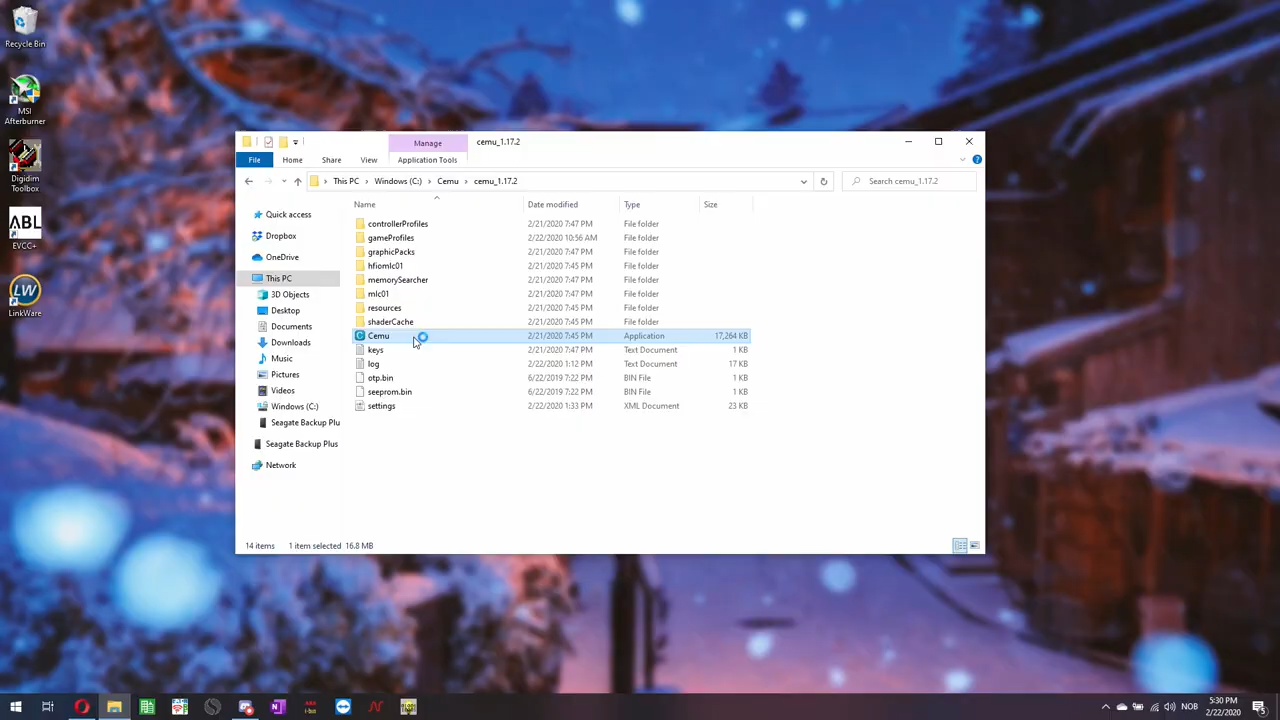 Recycle Bin
MSI
Afterburner
Digidim
Toolbox
ABL
EVCC+
LW
LinkWare
Manage
cemu_1.17.2
File
Home
Share
View
Application Tools
This PC
Windows (C:)
Cemu
cemu_1.17.2
Search cemu_1.17.2
Name
Date modified
Type
Size
Quick access
Dropbox
OneDrive
This PC
3D Objects
Desktop
Documents
Downloads
Music
Pictures
Videos
Windows (C:)
Seagate Backup Plu
Seagate Backup Plus
Network
controllerProfiles 2/21/2020 7:47 PM File folder
gameProfiles 2/22/2020 10:56 AM File folder
graphicPacks 2/21/2020 7:47 PM File folder
hfiomlc01 2/21/2020 7:45 PM File folder
memorySearcher 2/21/2020 7:47 PM File folder
mlc01 2/21/2020 7:47 PM File folder
resources 2/21/2020 7:45 PM File folder
shaderCache 2/21/2020 7:45 PM File folder
Cemu 2/21/2020 7:45 PM Application 17,264 KB
keys 2/21/2020 7:47 PM Text Document 1 KB
log 2/22/2020 1:12 PM Text Document 17 KB
otp.bin 6/22/2019 7:22 PM BIN File 1 KB
seeprom.bin 6/22/2019 7:22 PM BIN File 1 KB
settings 2/22/2020 1:33 PM XML Document 23 KB
14 items
1 item selected 16.8 MB
NOB
5:30 PM
2/22/2020